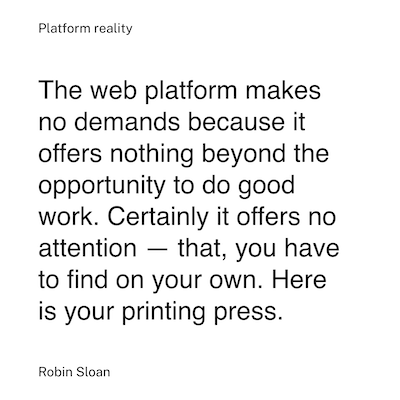 Platform reality
The web platform makes
no demands because it
offers nothing beyond the
opportunity to do good
work. Certainly it offers no
attention — that, you have
to find on your own. Here
is your printing press.
Robin Sloan